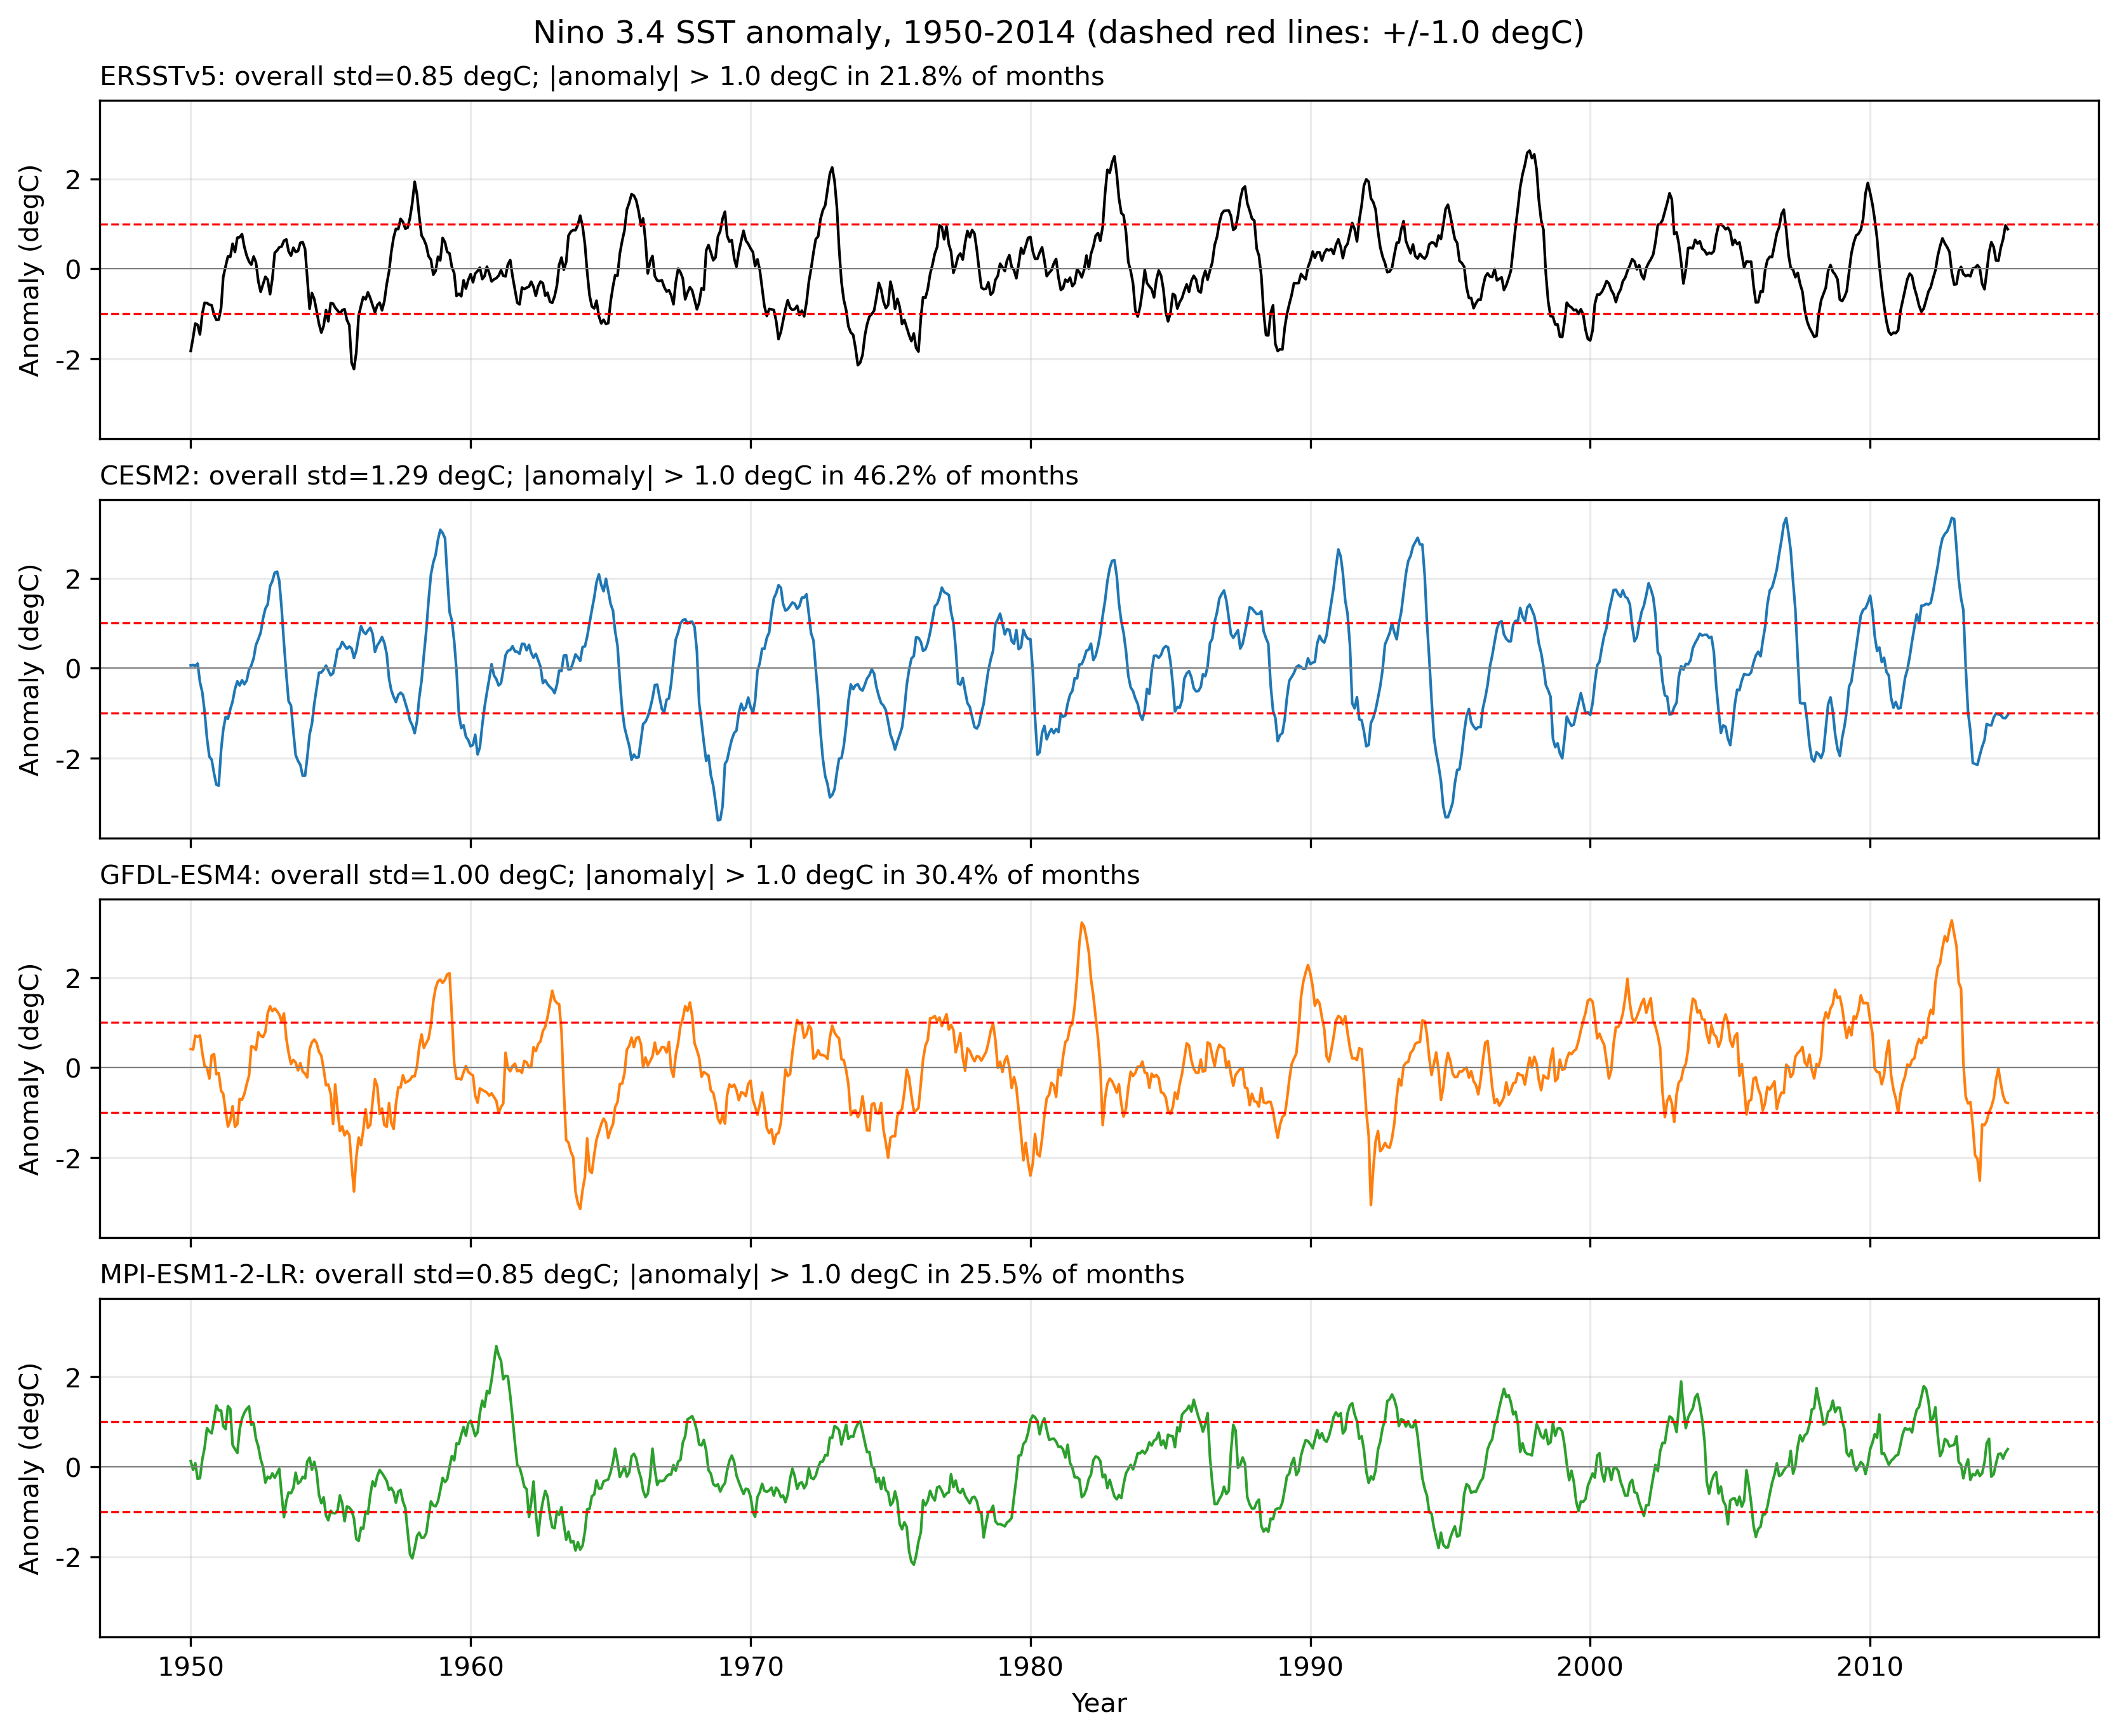 Nino 3.4 SST anomaly, 1950-2014 (dashed red lines: +/-1.0 degC)
ERSSTv5: overall std=0.85 degC; |anomaly| > 1.0 degC in 21.8% of months
Anomaly (degC)
2
0
-2
CESM2: overall std=1.29 degC; |anomaly| > 1.0 degC in 46.2% of months
Anomaly (degC)
2
0
-2
GFDL-ESM4: overall std=1.00 degC; |anomaly| > 1.0 degC in 30.4% of months
Anomaly (degC)
2
0
-2
MPI-ESM1-2-LR: overall std=0.85 degC; |anomaly| > 1.0 degC in 25.5% of months
Anomaly (degC)
2
0
-2
1950 1960 1970 1980 1990 2000 2010
Year